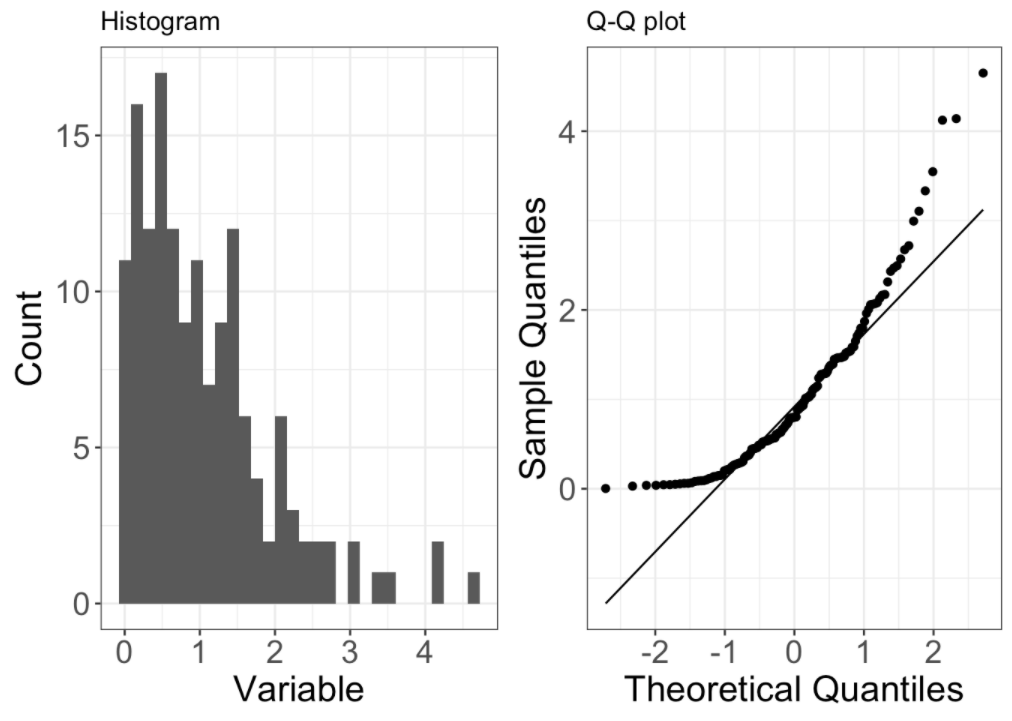 Histogram
Count
15
10
5
0
0 1 2 3 4
Variable
Q-Q plot
Sample Quantiles
4
2
0
-2 -1 0 1 2
Theoretical Quantiles